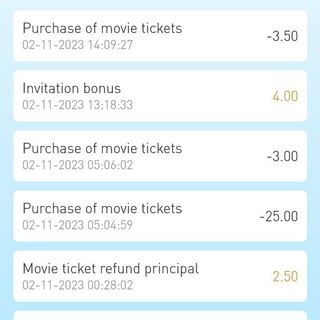 Purchase of movie tickets
-3.50
02-11-2023 14:09:27
Invitation bonus
4.00
02-11-2023 13:18:33
Purchase of movie tickets
-3.00
02-11-2023 05:06:02
Purchase of movie tickets
-25.00
02-11-2023 05:04:59
Movie ticket refund principal
2.50
02-11-2023 00:28:02